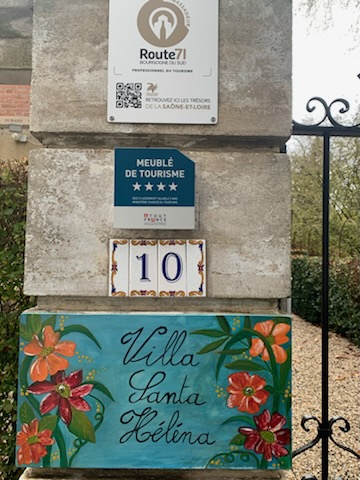 Route71
BOURGOGNE DU SUD
PROFESSIONNEL DU TOURISME
RETROUVEZ ICI LES TRÉSORS
DE LA SAÔNE-ET-LOIRE
MEUBLÉ
DE TOURISME
10
Villa
Santa
Héléna